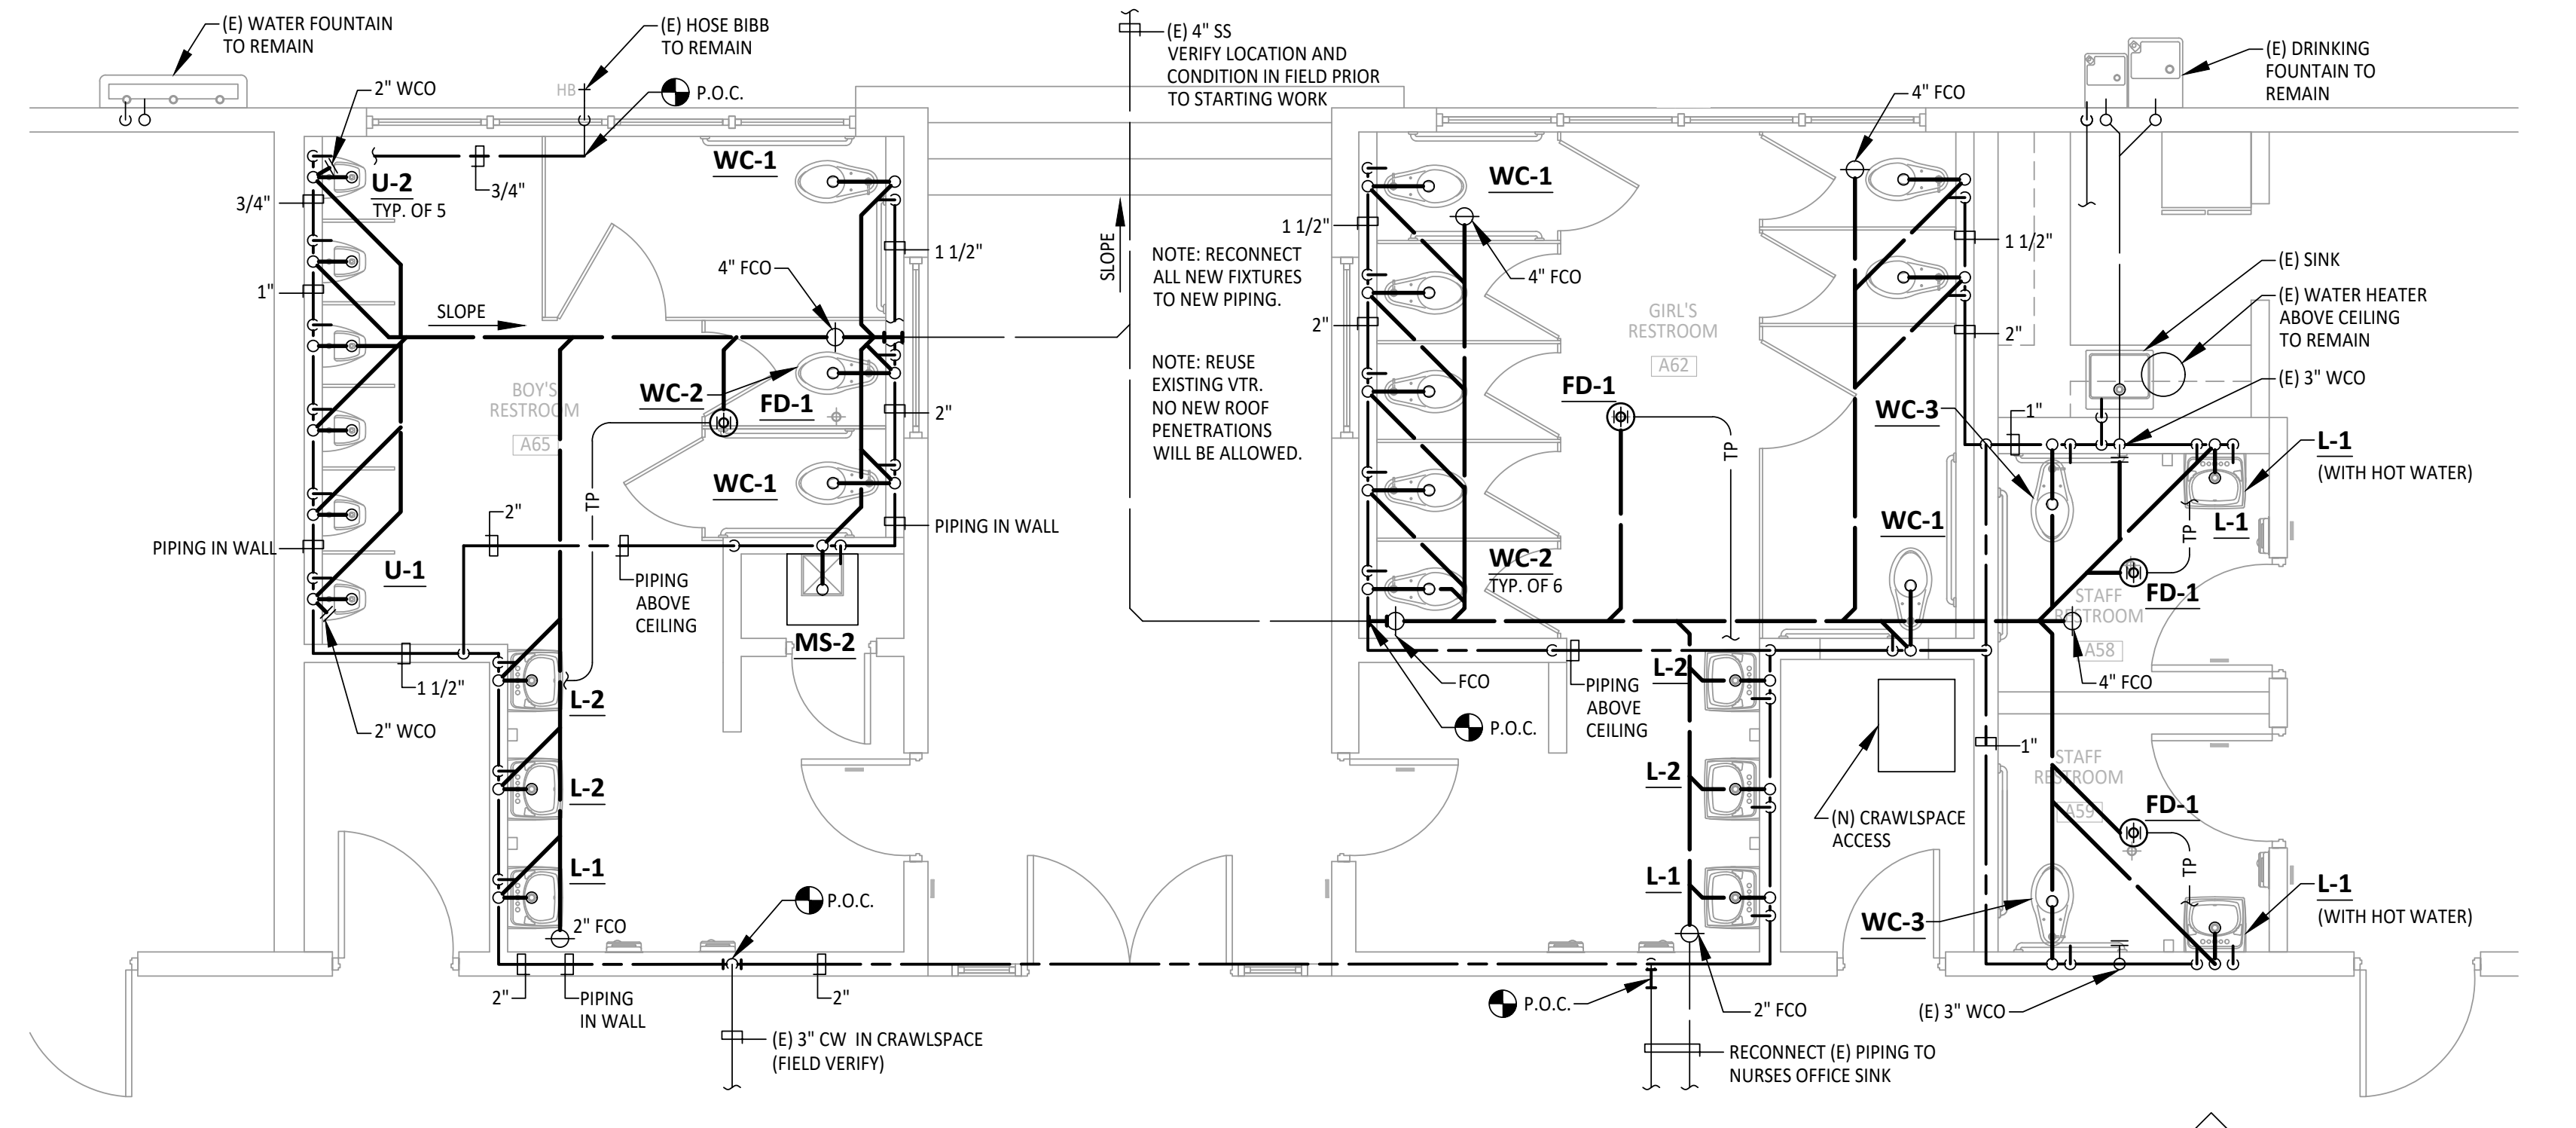 (E) WATER FOUNTAIN
TO REMAIN
2" WCO
(E) HOSE BIBB
TO REMAIN
HB
P.O.C.
(E) 4" SS
VERIFY LOCATION AND
CONDITION IN FIELD PRIOR
TO STARTING WORK
4" FCO
(E) DRINKING
FOUNTAIN TO
REMAIN
U-2
TYP. OF 5
3/4"
3/4"
WC-1
1 1/2"
1"
SLOPE
4" FCO
BOY'S
RESTROOM
A65
WC-2
FD-1
2"
WC-1
TP
2"
PIPING IN WALL
PIPING IN WALL
U-1
PIPING
ABOVE
CEILING
MS-2
1 1/2"
2" WCO
L-2
L-2
L-1
2" FCO
P.O.C.
2"
PIPING
IN WALL
2"
(E) 3" CW IN CRAWLSPACE
(FIELD VERIFY)
SLOPE
NOTE: RECONNECT
ALL NEW FIXTURES
TO NEW PIPING.
NOTE: REUSE
EXISTING VTR.
NO NEW ROOF
PENETRATIONS
WILL BE ALLOWED.
WC-1
1 1/2"
4" FCO
2"
GIRL'S
RESTROOM
A62
FD-1
TP
WC-2
TYP. OF 6
FCO
P.O.C.
PIPING
ABOVE
CEILING
L-2
L-2
L-1
P.O.C.
2" FCO
RECONNECT (E) PIPING TO
NURSES OFFICE SINK
1 1/2"
2"
(E) SINK
(E) WATER HEATER
ABOVE CEILING
TO REMAIN
(E) 3" WCO
1"
WC-3
WC-1
L-1
(WITH HOT WATER)
L-1
TP
FD-1
STAFF
RESTROOM
A58
4" FCO
1"
(N) CRAWLSPACE
ACCESS
STAFF
RESTROOM
A59
FD-1
TP
WC-3
L-1
(WITH HOT WATER)
(E) 3" WCO